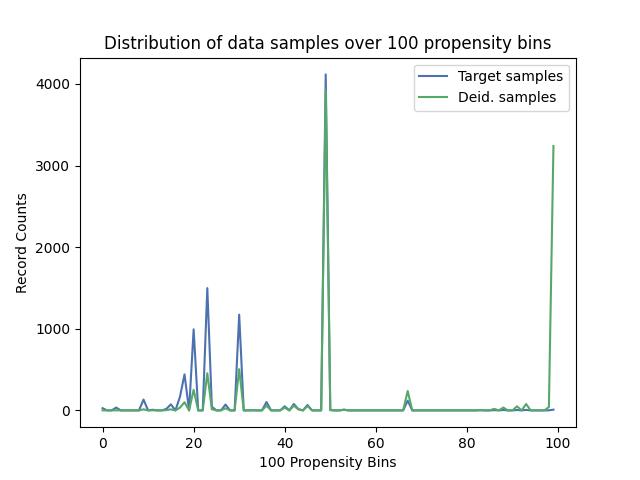 Distribution of data samples over 100 propensity bins
Target samples
Deid. samples
4000
3000
2000
1000
0
Record Counts
0 20 40 60 80 100
100 Propensity Bins